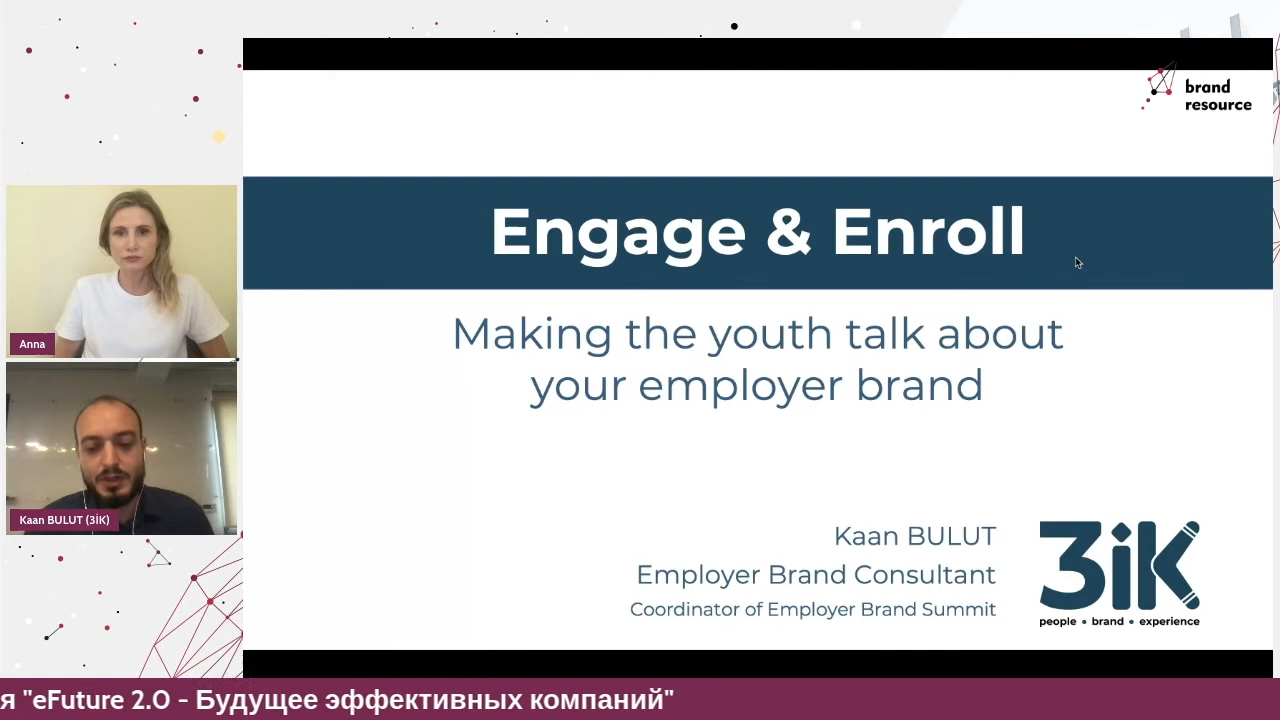 brand
resource
Engage & Enroll
Making the youth talk about
your employer brand
Anna
Kaan BULUT (3İK)
Kaan BULUT
Employer Brand Consultant
Coordinator of Employer Brand Summit
3iK
people • brand • experience
я "eFuture 2.0 - Будущее эффективных компаний"